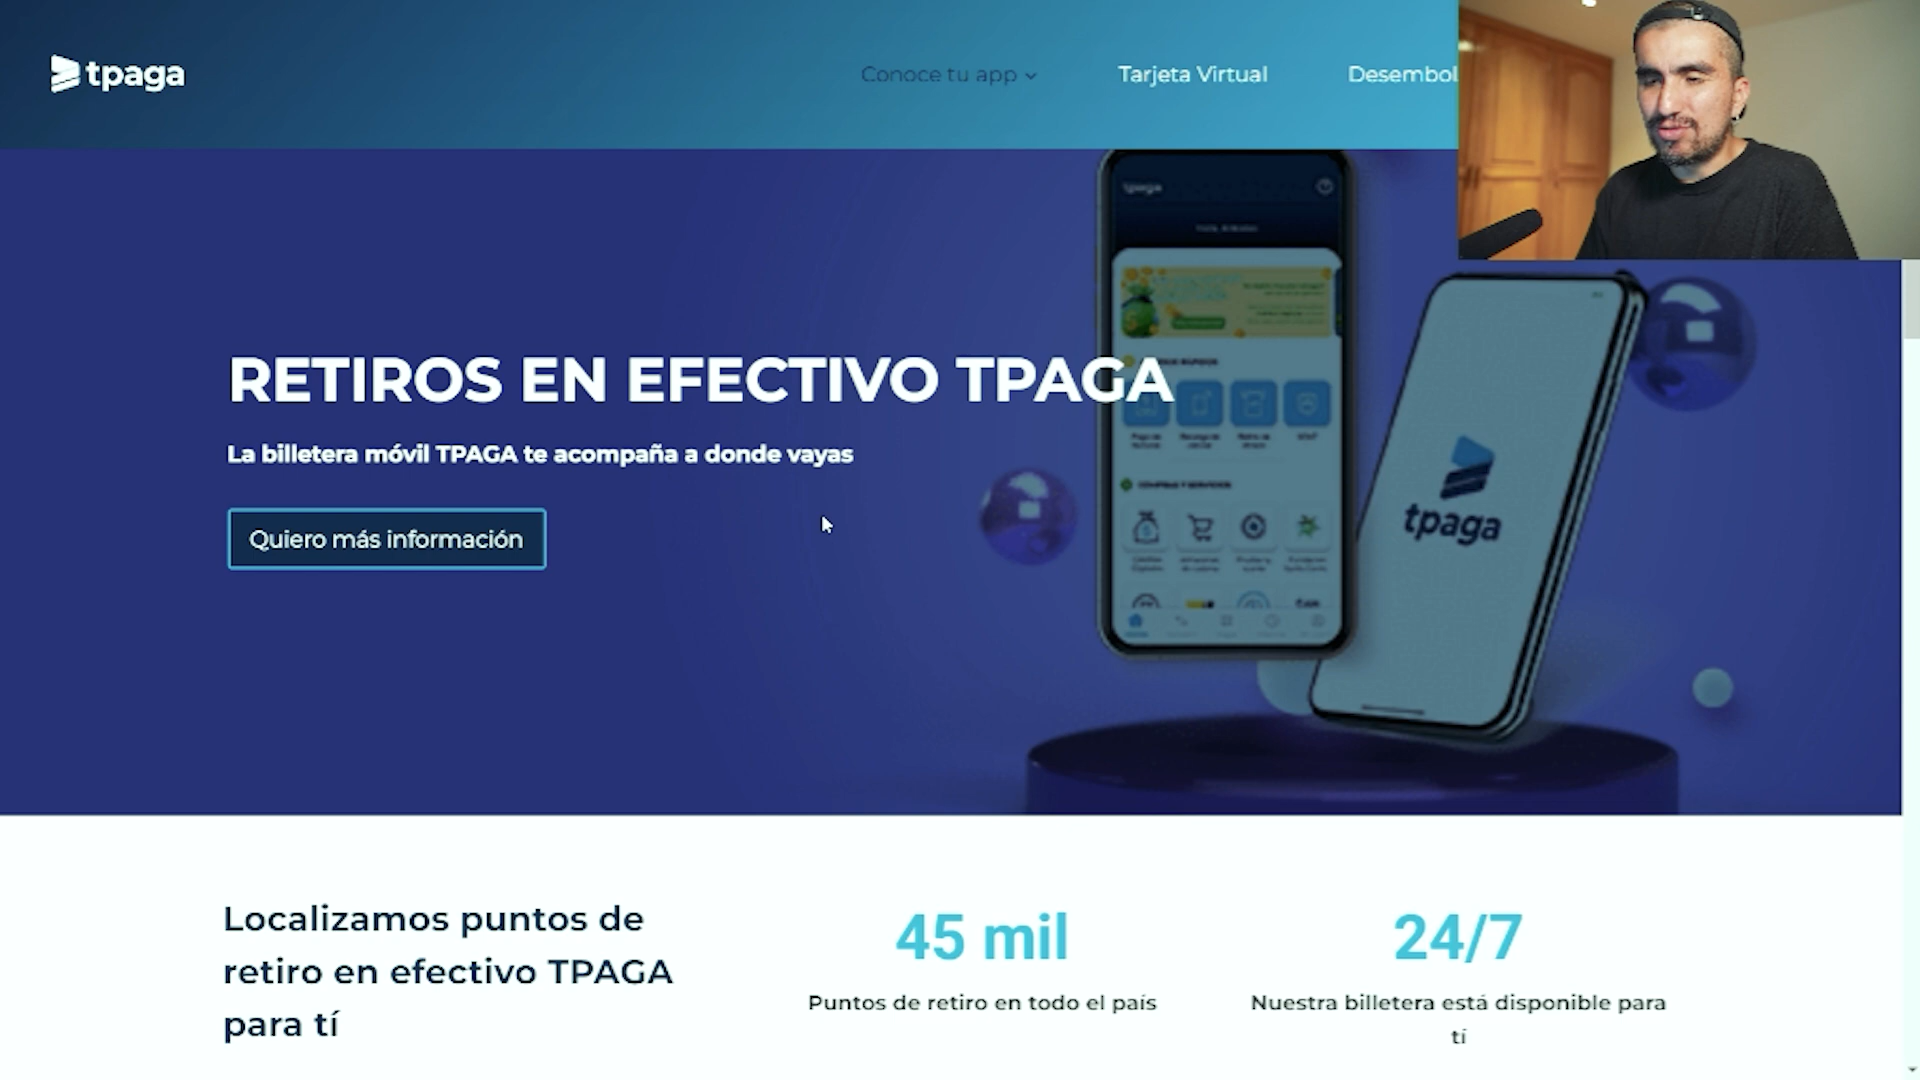 tpaga
Conoce tu app
Tarjeta Virtual
Desembol
tpaga
RETIROS EN EFECTIVO TPAGA
La billetera móvil TPAGA te acompaña a donde vayas
Quiero más información
tpaga
Localizamos puntos de
retiro en efectivo TPAGA
para tí
45 mil
Puntos de retiro en todo el país
24/7
Nuestra billetera está disponible para
tí